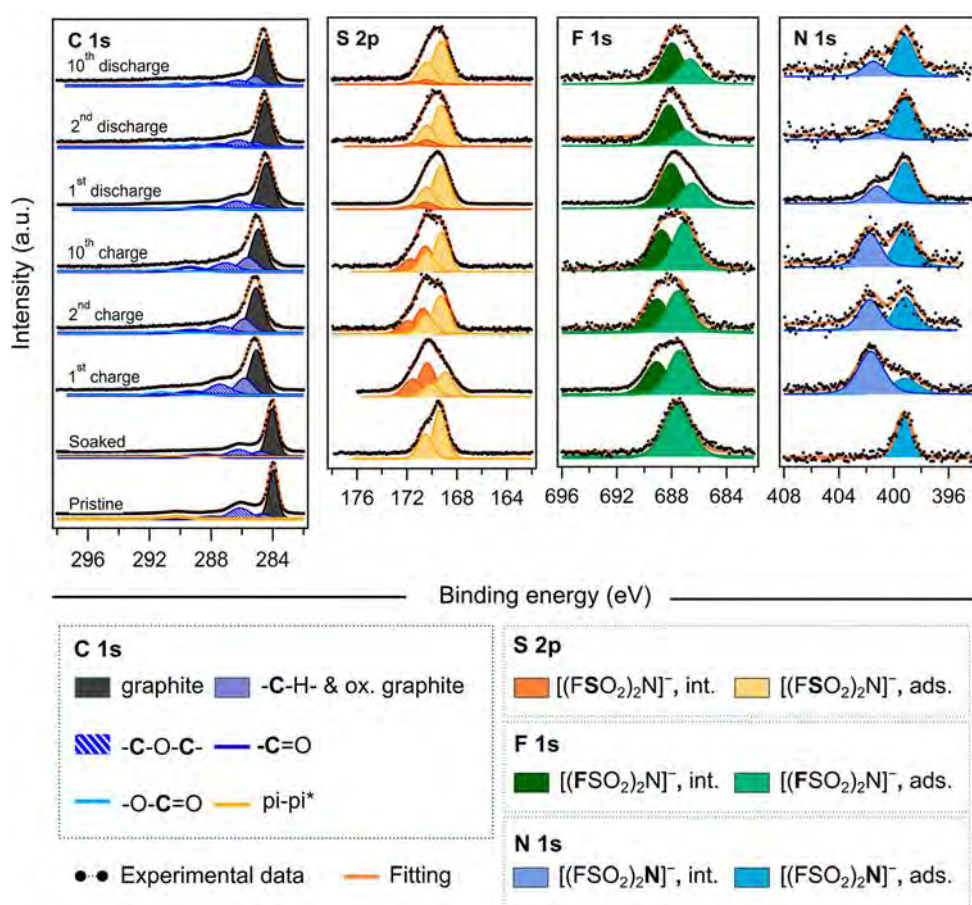 C 1s
S 2p
F 1s
N 1s
10th discharge
2nd discharge
1st discharge
10th charge
2nd charge
1st charge
Soaked
Pristine
Intensity (a.u.)
296 292 288 284
176 172 168 164
696 692 688 684
408 404 400 396
Binding energy (eV)
C 1s
graphite
-C-H- & ox. graphite
-C-O-C-
-C=O
-O-C=O
pi-pi*
Experimental data
Fitting
S 2p
[(FSO₂)₂N]⁻, int.
[(FSO₂)₂N]⁻, ads.
F 1s
[(FSO₂)₂N]⁻, int.
[(FSO₂)₂N]⁻, ads.
N 1s
[(FSO₂)₂N]⁻, int.
[(FSO₂)₂N]⁻, ads.